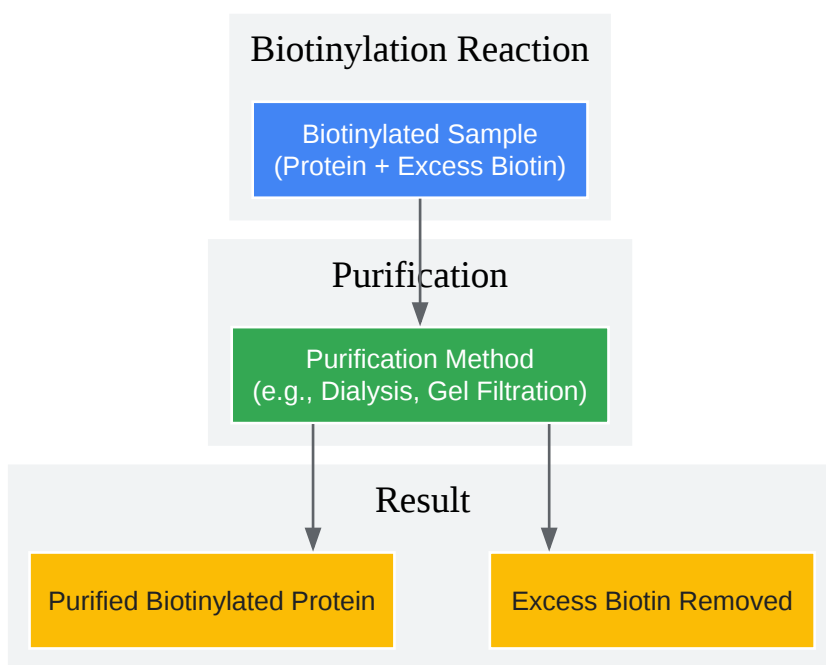 Biotinylation Reaction
Biotinylated Sample
(Protein + Excess Biotin)
Purification
Purification Method
(e.g., Dialysis, Gel Filtration)
Result
Purified Biotinylated Protein
Excess Biotin Removed